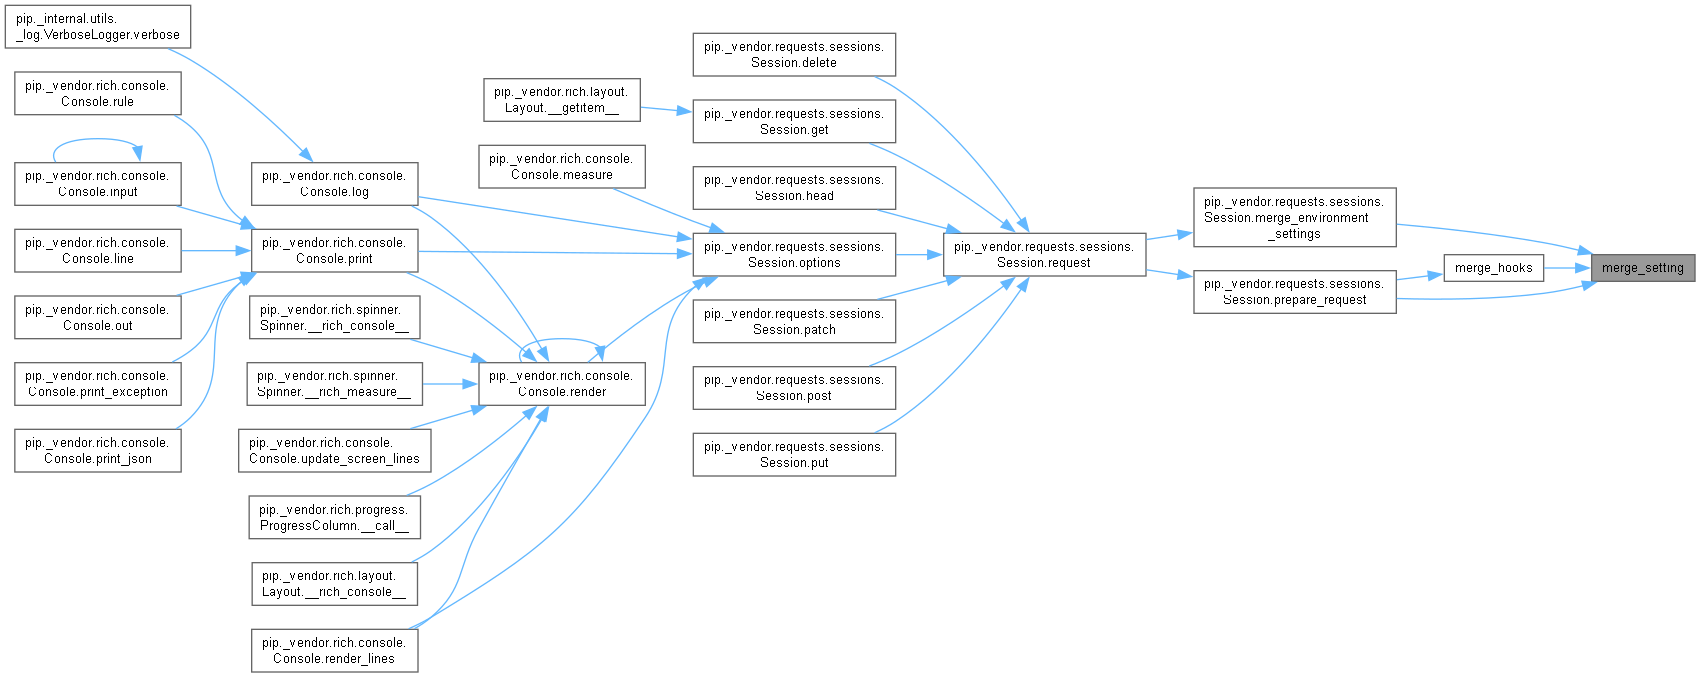 pip._internal.utils.
_log.VerboseLogger.verbose
pip._vendor.rich.console.
Console.rule
pip._vendor.rich.console.
Console.input
pip._vendor.rich.console.
Console.line
pip._vendor.rich.console.
Console.out
pip._vendor.rich.console.
Console.print_exception
pip._vendor.rich.console.
Console.print_json
pip._vendor.rich.console.
Console.log
pip._vendor.rich.console.
Console.print
pip._vendor.rich.spinner.
Spinner.__rich_console__
pip._vendor.rich.spinner.
Spinner.__rich_measure__
pip._vendor.rich.console.
Console.update_screen_lines
pip._vendor.rich.progress.
ProgressColumn.__call__
pip._vendor.rich.layout.
Layout.__rich_console__
pip._vendor.rich.console.
Console.render_lines
pip._vendor.rich.layout.
Layout.__getitem__
pip._vendor.rich.console.
Console.measure
pip._vendor.rich.console.
Console.render
pip._vendor.requests.sessions.
Session.delete
pip._vendor.requests.sessions.
Session.get
pip._vendor.requests.sessions.
Session.head
pip._vendor.requests.sessions.
Session.options
pip._vendor.requests.sessions.
Session.patch
pip._vendor.requests.sessions.
Session.post
pip._vendor.requests.sessions.
Session.put
pip._vendor.requests.sessions.
Session.request
pip._vendor.requests.sessions.
Session.merge_environment
_settings
pip._vendor.requests.sessions.
Session.prepare_request
merge_hooks
merge_setting